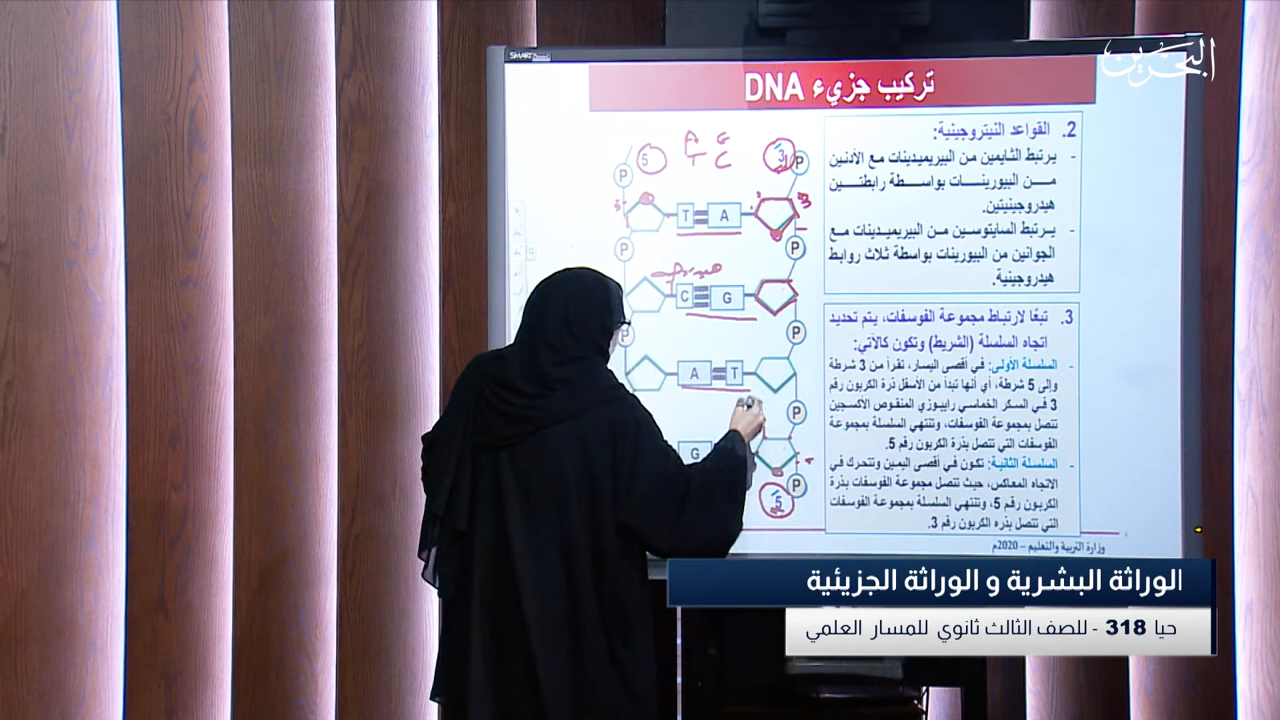 البحرين
SMART
تركيب جزيء DNA
2. القواعد النيتروجينية:
- يرتبط الثايمين من البيريميدينات مع الأدنين
من البيورينات بواسطة رابطتين
هيدروجينيتين.
- يرتبط السايتوسين من البيريميدينات مع
الجوانين من البيورينات بواسطة ثلاث روابط
هيدروجينية.
3. تبعًا لارتباط مجموعة الفوسفات، يتم تحديد
اتجاه السلسلة (الشريط) وتكون كالآتي:
- السلسلة الأولى: في أقصى اليسار، تقرأ من 3 شرطة
وإلى 5 شرطة، أي أنها تبدأ من الأسفل ذرة الكربون رقم
3 في السكر الخماسي رايبوزي المنقوص الأكسجين
تتصل بمجموعة الفوسفات، وتنتهي السلسلة بمجموعة
الفوسفات التي تتصل بذرة الكربون رقم 5.
- السلسلة الثانية: تكون في أقصى اليمين وتتحرك في
الاتجاه المعاكس، حيث تتصل مجموعة الفوسفات بذرة
الكربون رقم 5، وتنتهي السلسلة بمجموعة الفوسفات
التي تتصل بذره الكربون رقم 3.
A G
5 T C 3
P P
T A
P P
C G
P P
A T
P
G
P
5
وزارة التربية والتعليم – 2020م
الوراثة البشرية و الوراثة الجزيئية
حيا 318 - للصف الثالث ثانوي للمسار العلمي